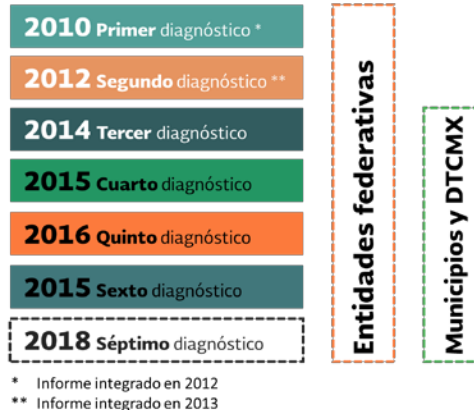 2010 Primer diagnóstico *
2012 Segundo diagnóstico **
2014 Tercer diagnóstico
2015 Cuarto diagnóstico
2016 Quinto diagnóstico
2015 Sexto diagnóstico
2018 Séptimo diagnóstico
Entidades federativas
Municipios y DTCMX
* Informe integrado en 2012
** Informe integrado en 2013